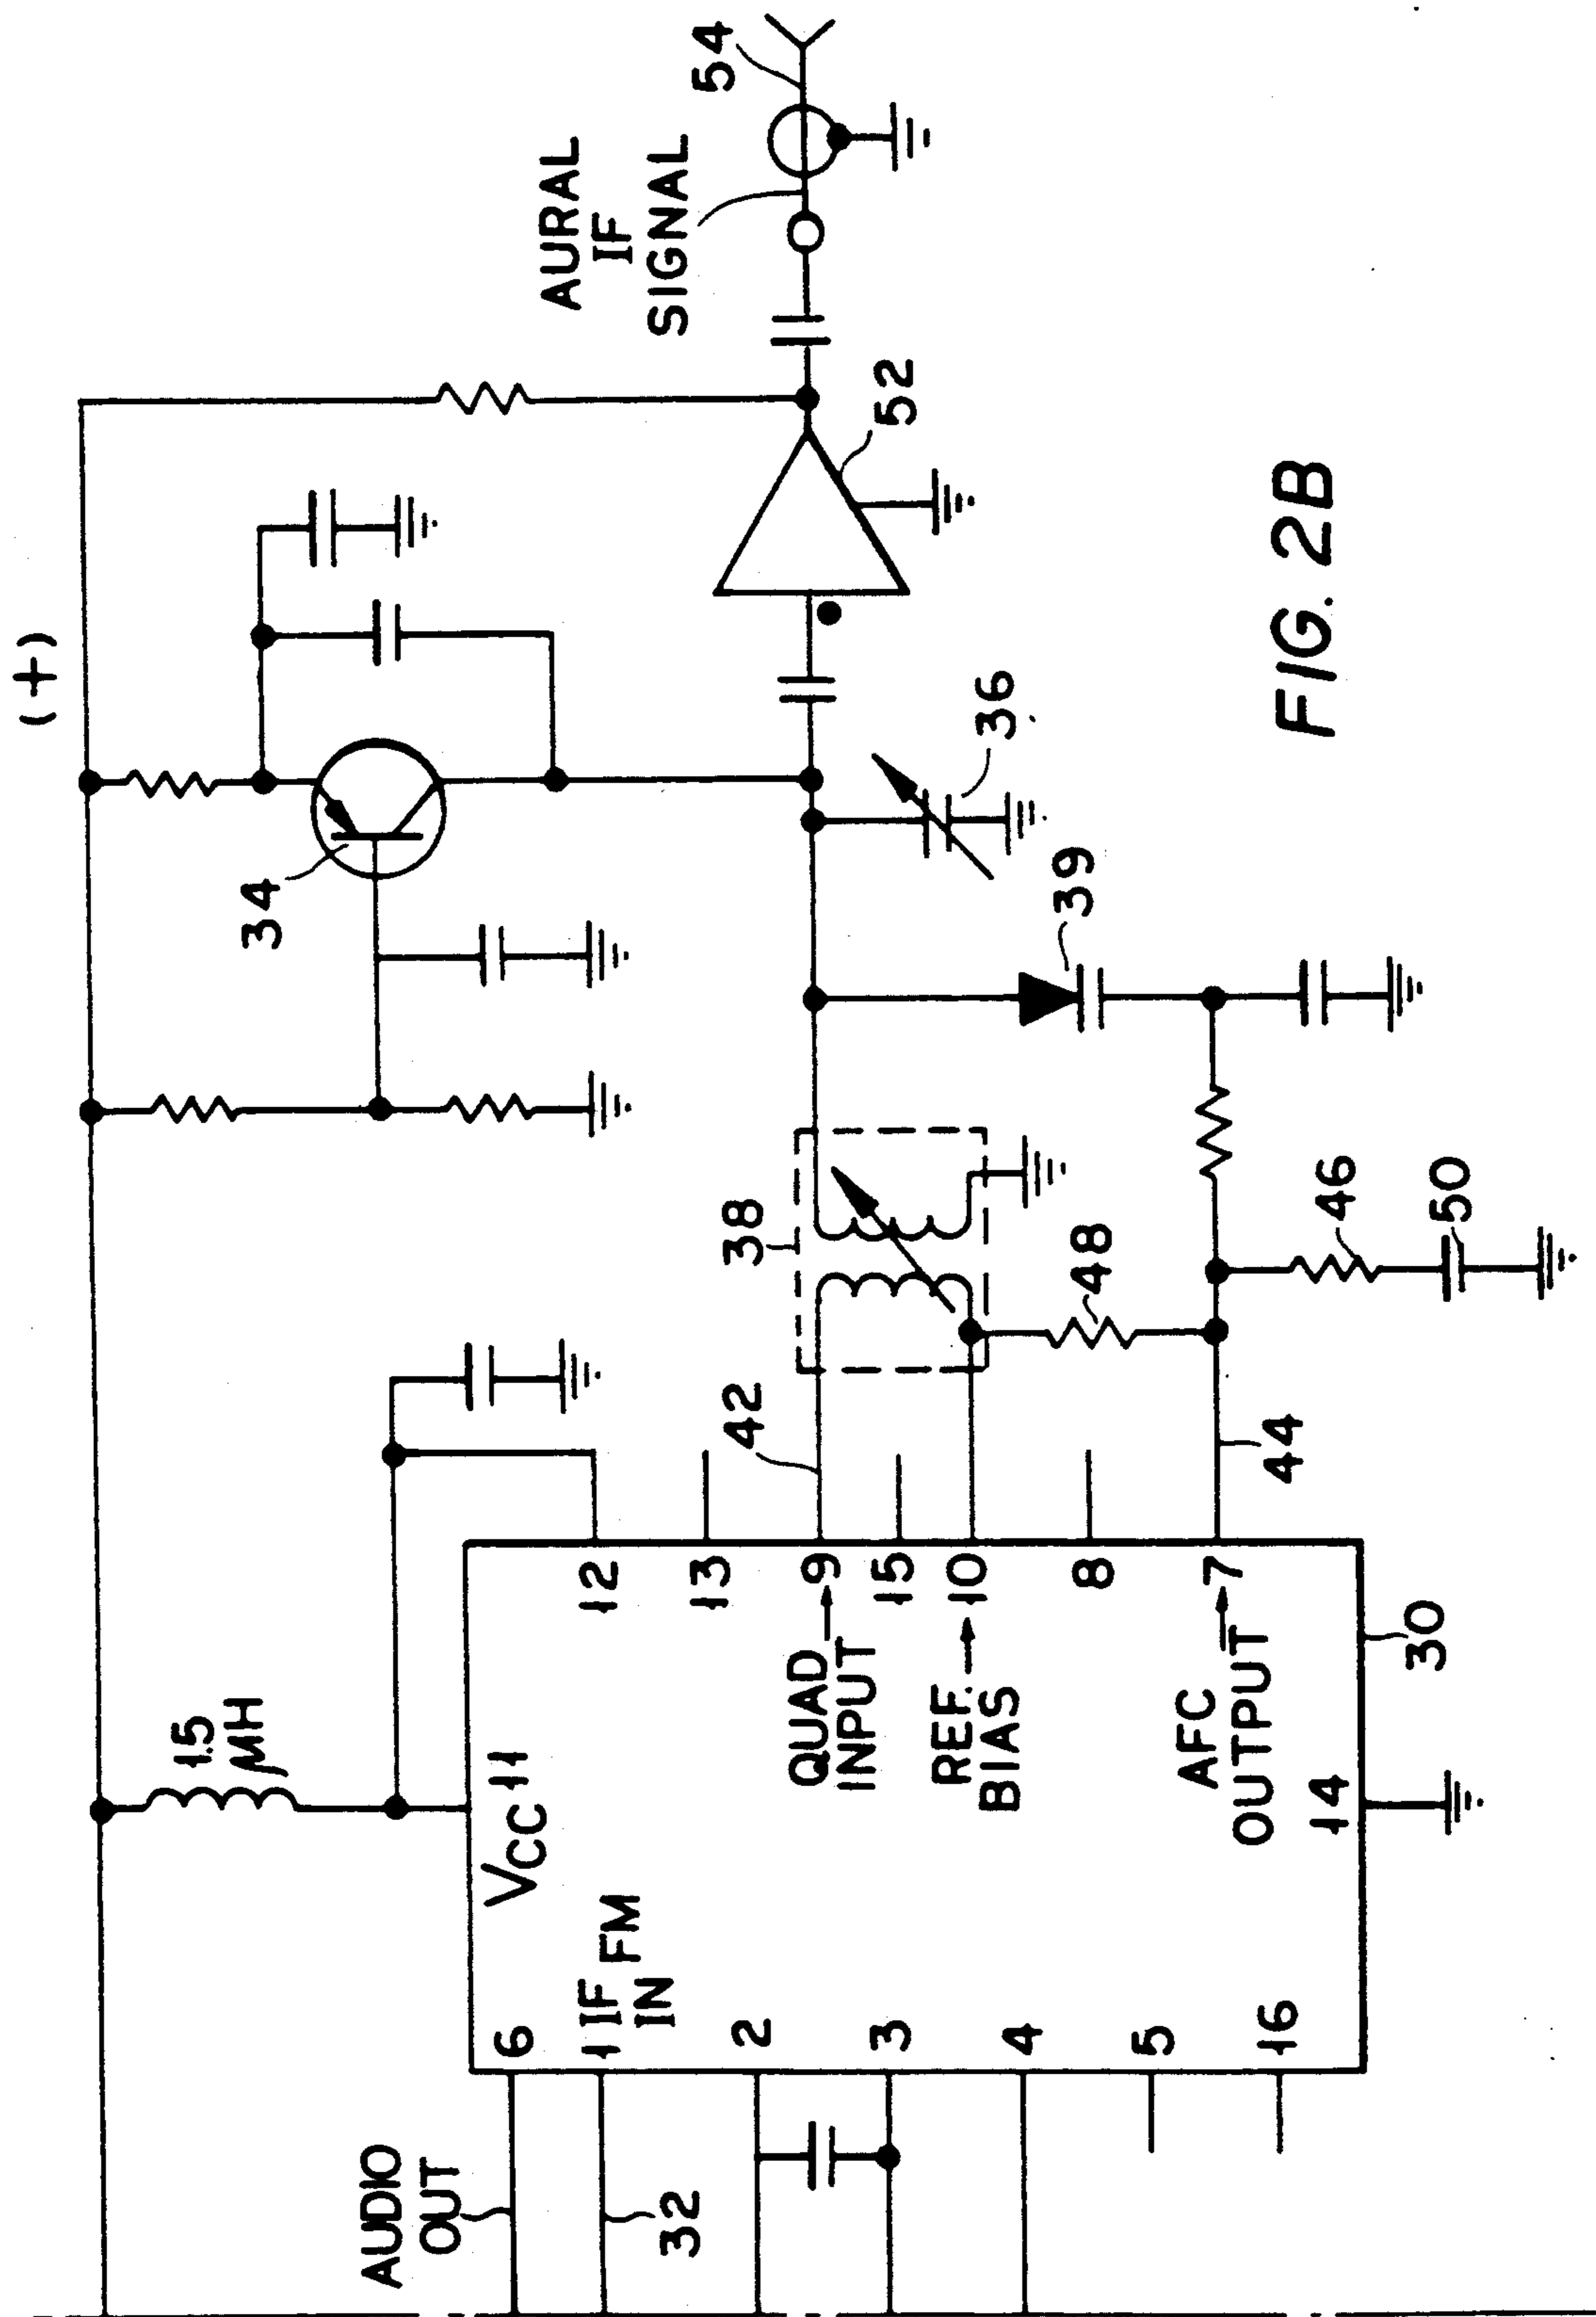 (+)
34
AURAL
IF
SIGNAL
54
52
36
39
38
42
48
46
50
44
1.5
µH
VCC 11
12
13
QUAD
INPUT
9
15
REF.
BIAS
10
8
AFC
OUTPUT
7
14
30
6
1 IF FM
IN
2
3
4
5
16
AUDIO
OUT
32
FIG. 2B